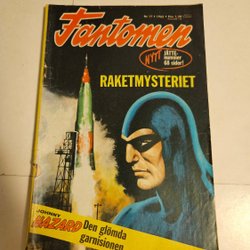 Fantomen
NYTT
JÄTTE-
nummer
68 sidor!
RAKETMYSTERIET
JOHNNY
HAZARD
Den glömda
garnisonen